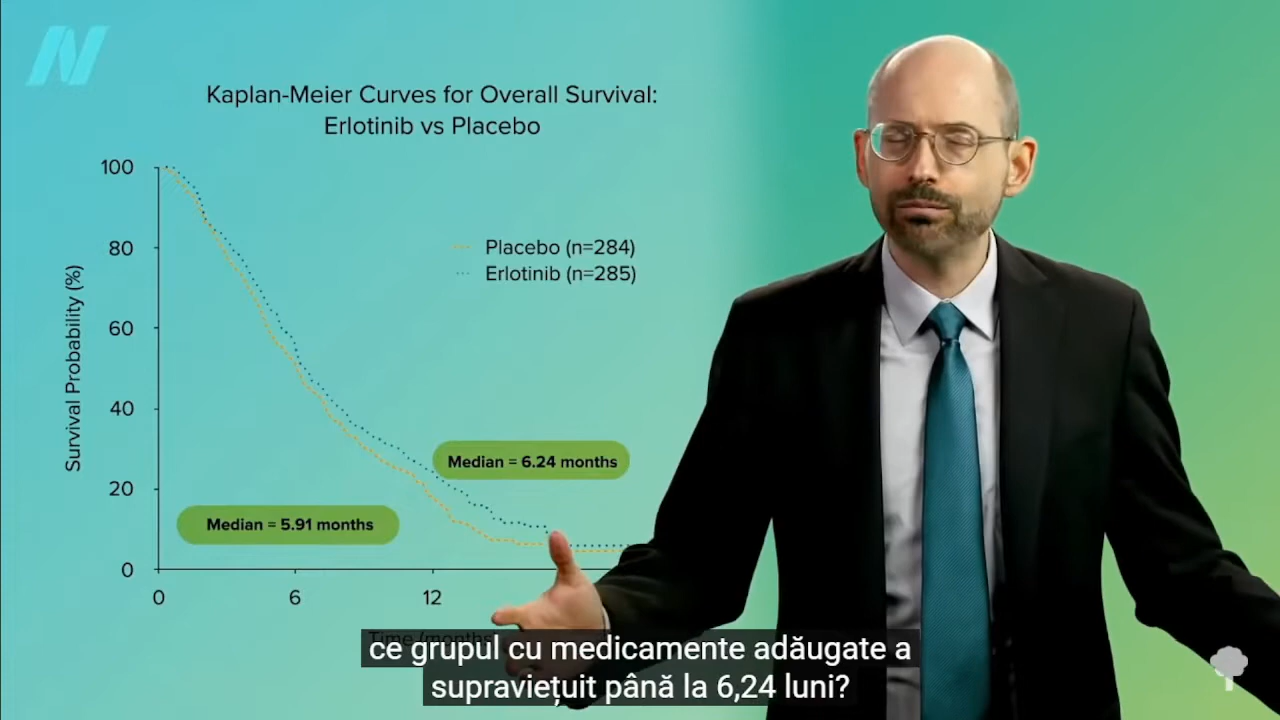 Kaplan-Meier Curves for Overall Survival:
Erlotinib vs Placebo
Survival Probability (%)
100
80
60
40
20
0
0
6
12
Placebo (n=284)
Erlotinib (n=285)
Median = 6.24 months
Median = 5.91 months
Time (months
ce grupul cu medicamente adăugate a
supraviețuit până la 6,24 luni?